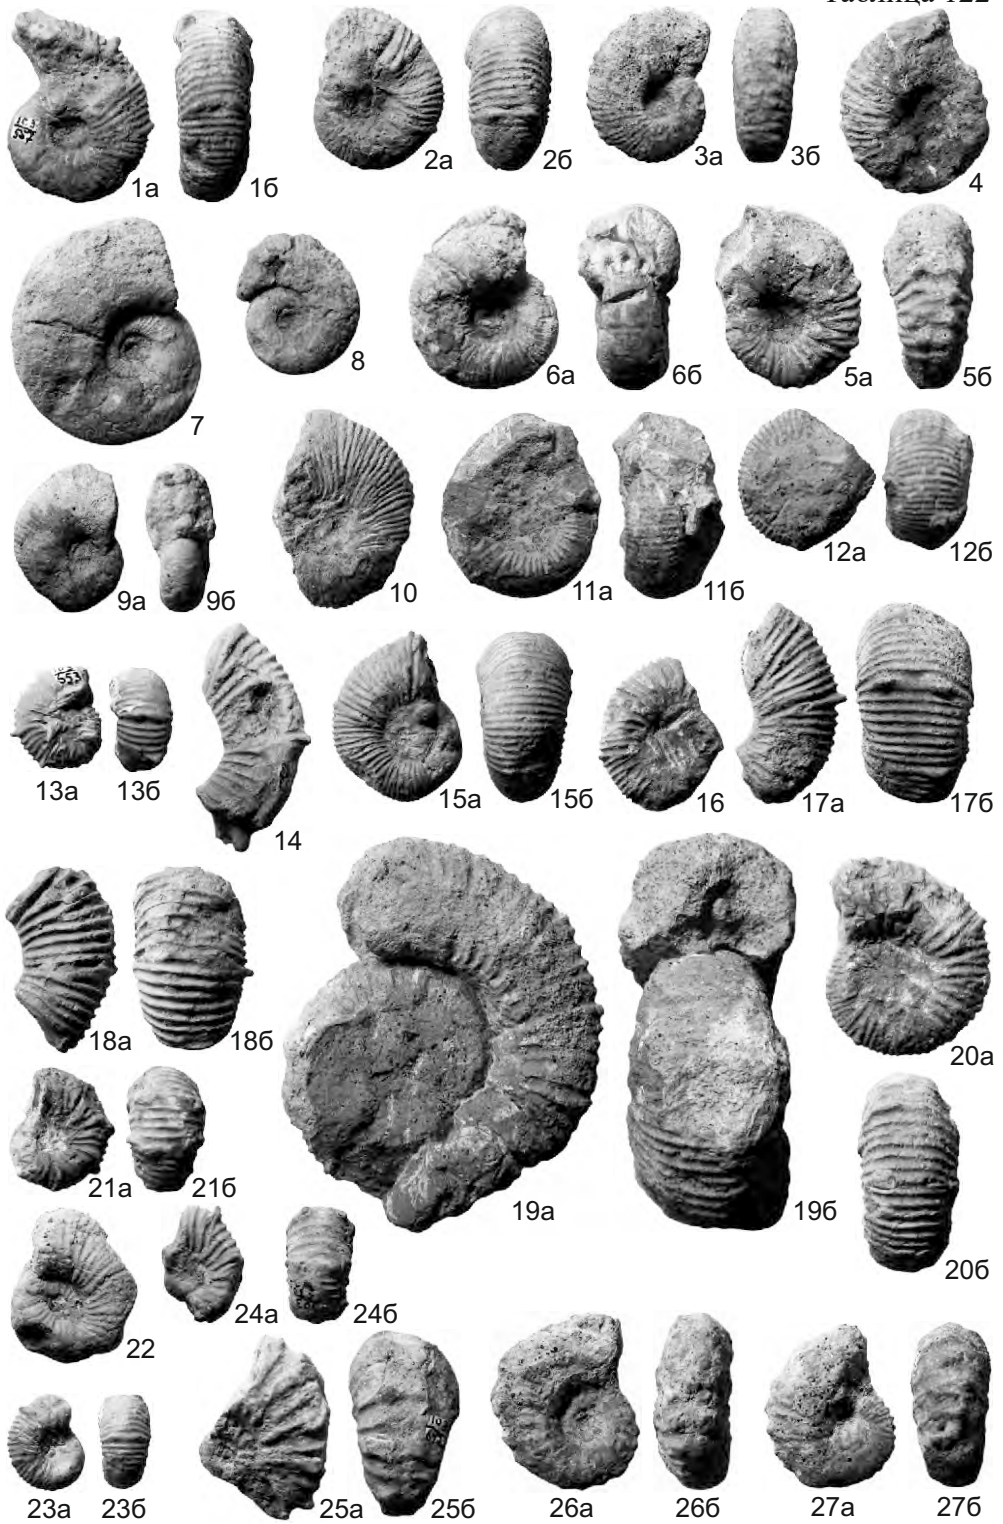 Таблица 122
1а 1б 2а 2б 3а 3б 4
7 8 6а 6б 5а 5б
9а 9б 10 11а 11б 12а 12б
13а 13б 14 15а 15б 16 17а 17б
18а 18б 19а 19б 20а
21а 21б 20б
22 24а 24б
23а 23б 25а 25б 26а 26б 27а 27б